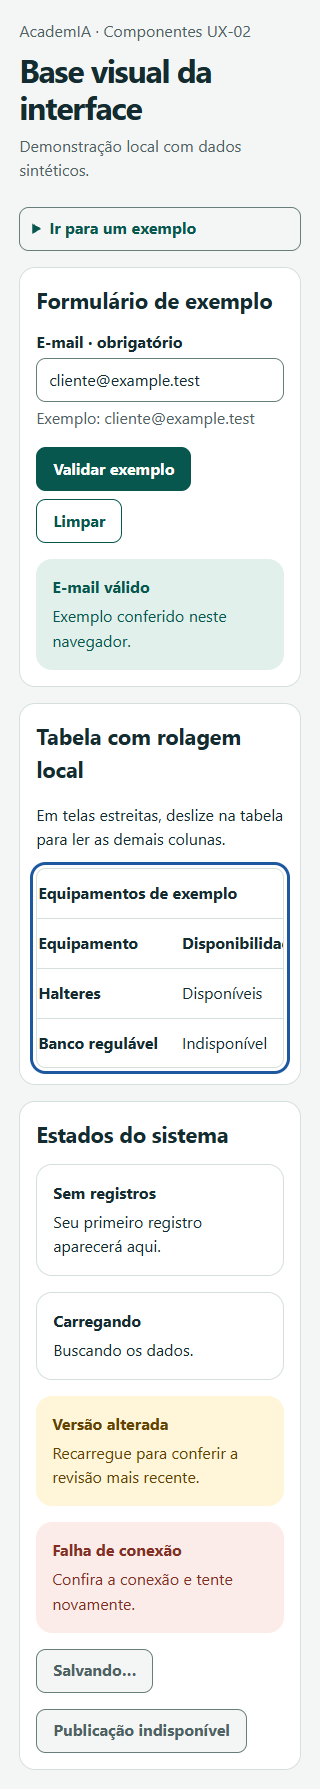 AcademIA · Componentes UX-02
Base visual da
interface
Demonstração local com dados
sintéticos.
Ir para um exemplo
Formulário de exemplo
E-mail · obrigatório
cliente@example.test
Exemplo: cliente@example.test
Validar exemplo
Limpar
E-mail válido
Exemplo conferido neste
navegador.
Tabela com rolagem
local
Em telas estreitas, deslize na tabela
para ler as demais colunas.
Equipamentos de exemplo
Equipamento Disponibilida
Halteres Disponíveis
Banco regulável Indisponível
Estados do sistema
Sem registros
Seu primeiro registro
aparecerá aqui.
Carregando
Buscando os dados.
Versão alterada
Recarregue para conferir a
revisão mais recente.
Falha de conexão
Confira a conexão e tente
novamente.
Salvando...
Publicação indisponível